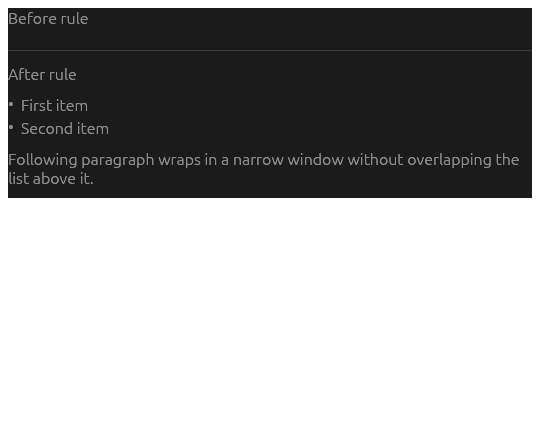 Before rule
After rule
• First item
• Second item
Following paragraph wraps in a narrow window without overlapping the
list above it.